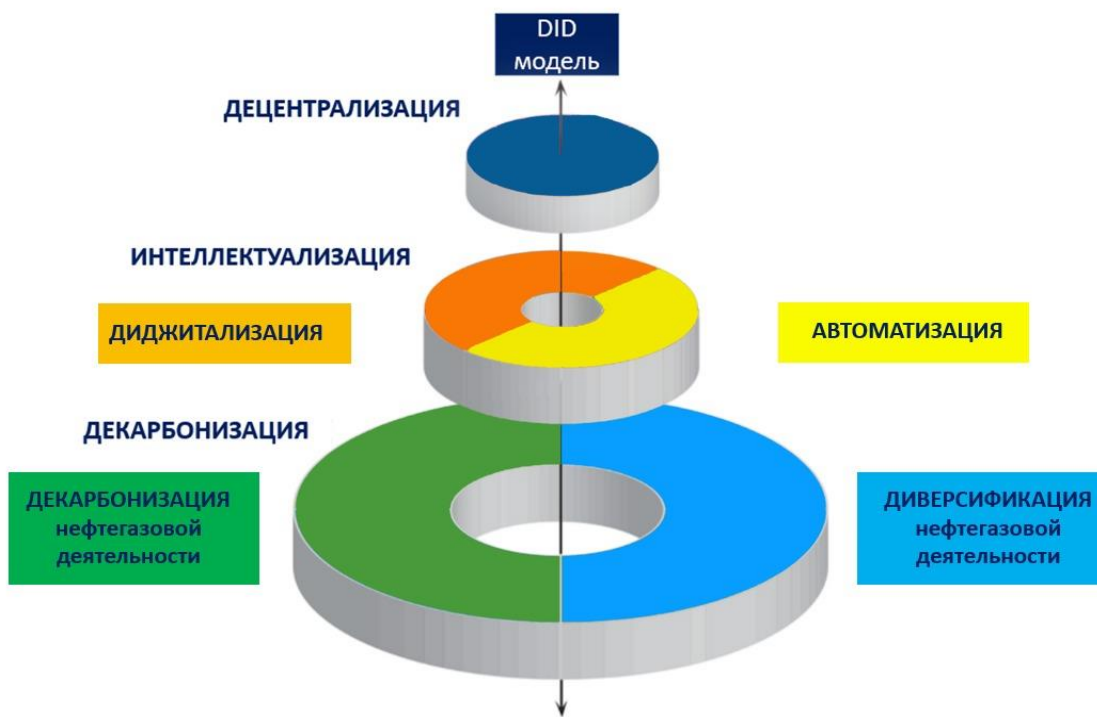 DID
модель
ДЕЦЕНТРАЛИЗАЦИЯ
ИНТЕЛЛЕКТУАЛИЗАЦИЯ
ДИДЖИТАЛИЗАЦИЯ
АВТОМАТИЗАЦИЯ
ДЕКАРБОНИЗАЦИЯ
ДЕКАРБОНИЗАЦИЯ
нефтегазовой
деятельности
ДИВЕРСИФИКАЦИЯ
нефтегазовой
деятельности